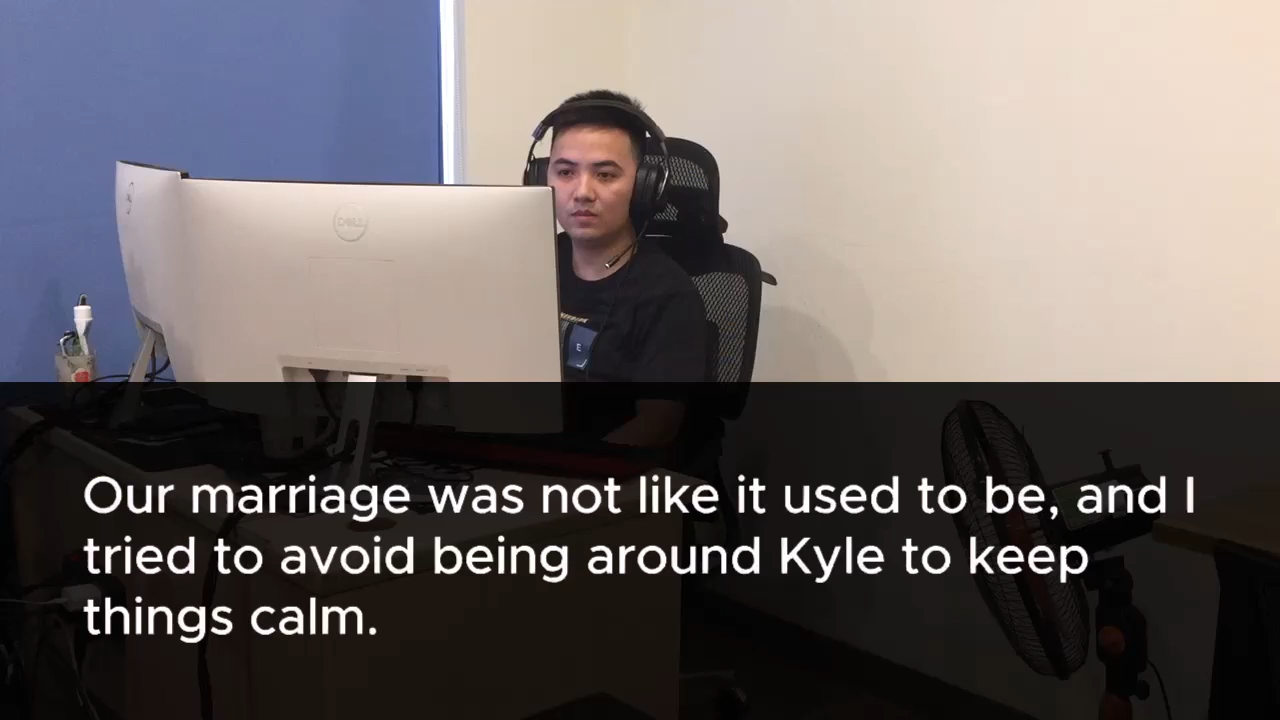 DELL
E
Our marriage was not like it used to be, and I
tried to avoid being around Kyle to keep
things calm.